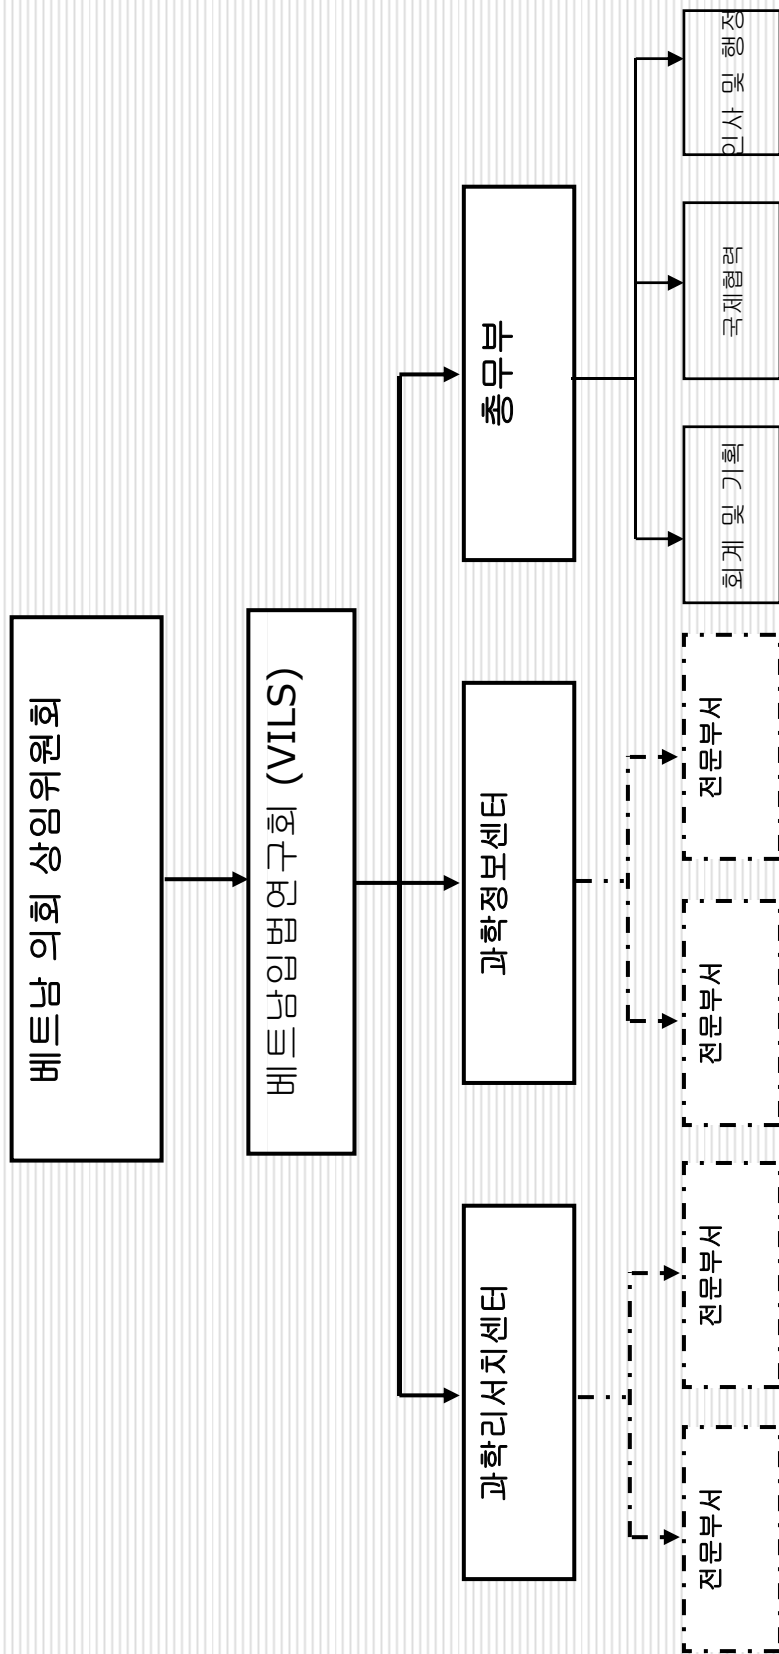 베트남 의회 상임위원회
베트남입법연구회 (VILS)
과학리서치센터
과학정보센터
총무부
전문부서
전문부서
전문부서
전문부서
회계 및 기획
국제협력
인사 및 행정